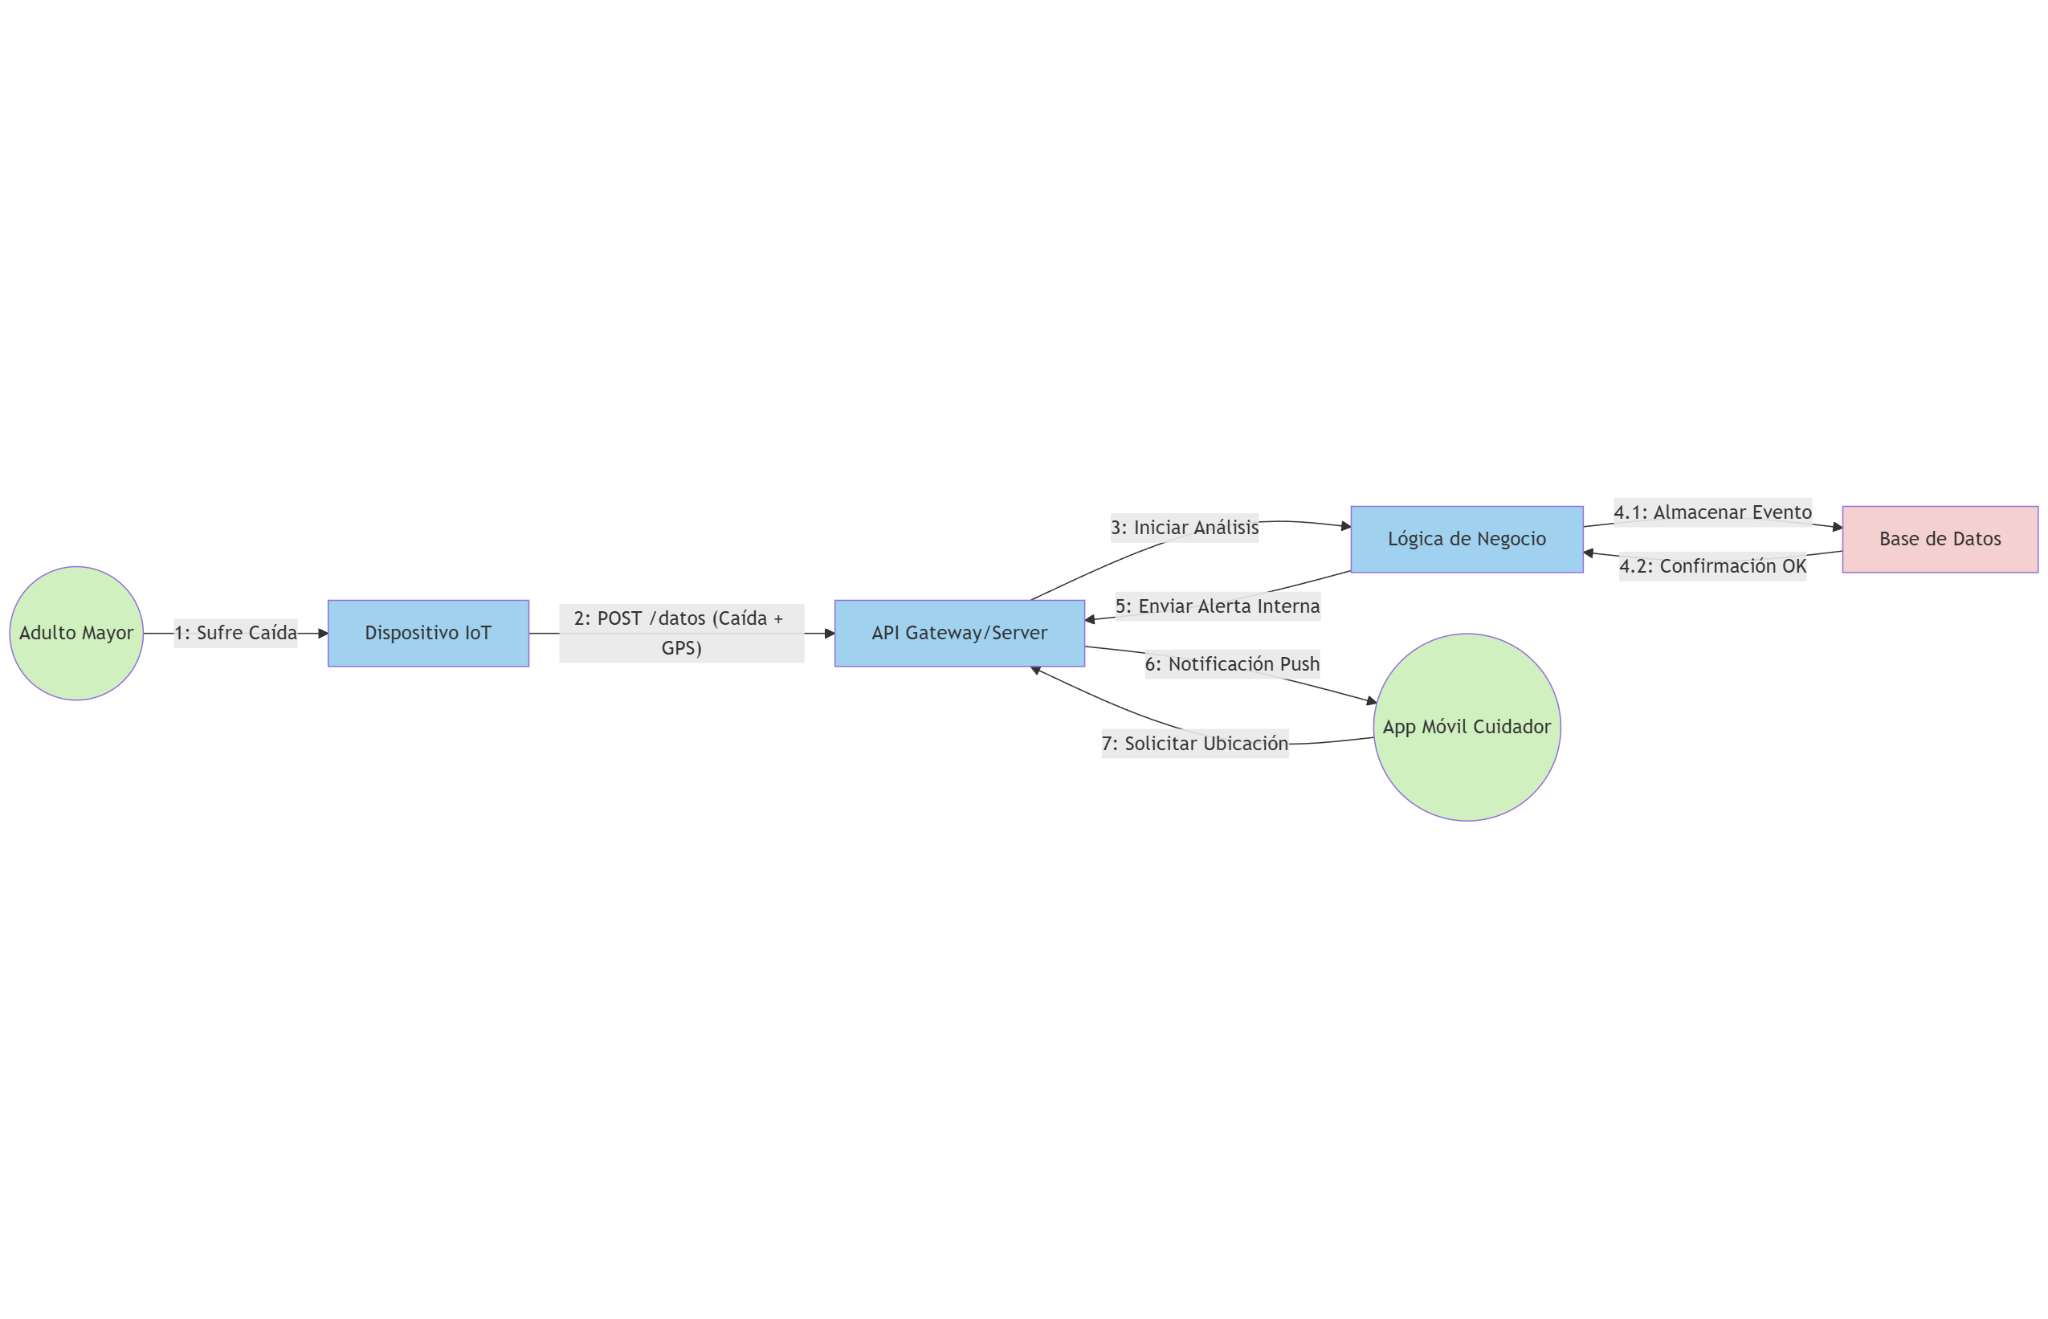 Adulto Mayor
1: Sufre Caída
Dispositivo IoT
2: POST /datos (Caída +
GPS)
API Gateway/Server
3: Iniciar Análisis
Lógica de Negocio
4.1: Almacenar Evento
Base de Datos
4.2: Confirmación OK
5: Enviar Alerta Interna
6: Notificación Push
App Móvil Cuidador
7: Solicitar Ubicación